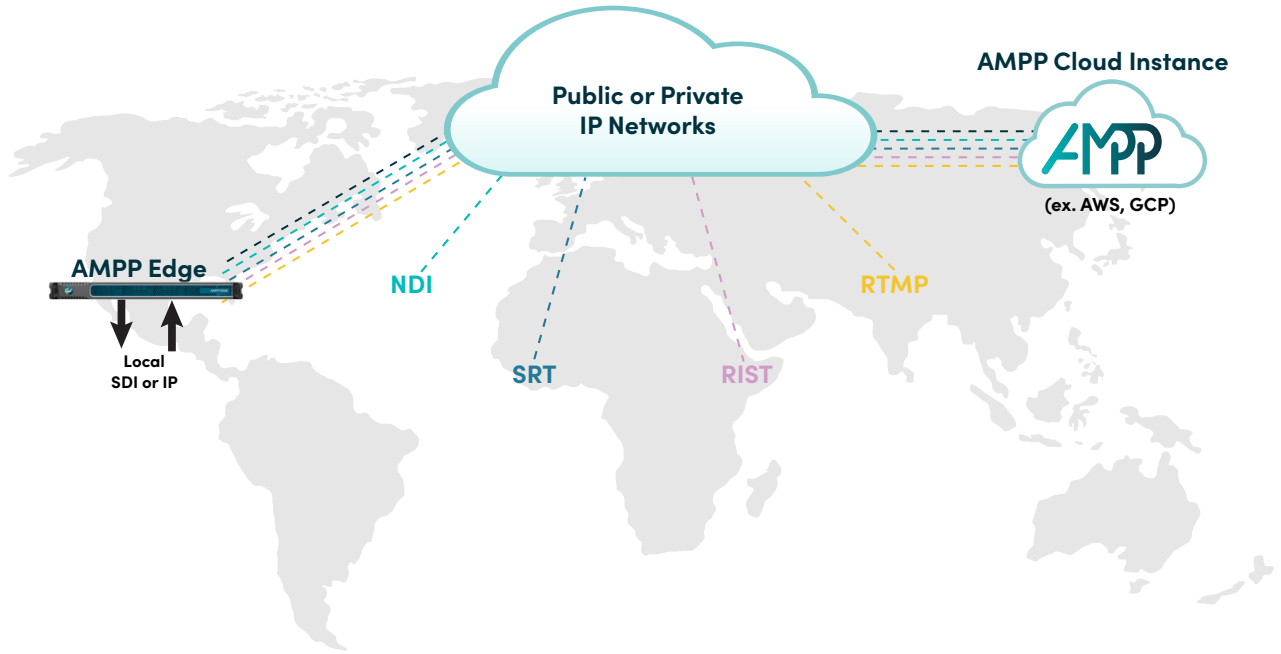 AMPP Cloud Instance
Public or Private
IP Networks
AMPP
(ex. AWS, GCP)
AMPP Edge
NDI
RTMP
Local
SDI or IP
SRT
RIST